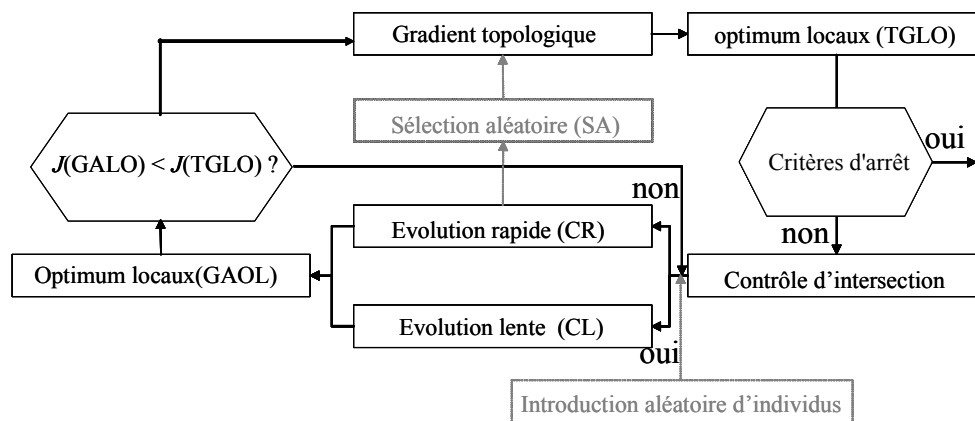 Gradient topologique
optimum locaux (TGLO)
Sélection aléatoire (SA)
oui
J(GALO) < J(TGLO) ?
Critères d'arrêt
non
Evolution rapide (CR)
non
Optimum locaux(GAOL)
Contrôle d'intersection
Evolution lente (CL)
oui
Introduction aléatoire d'individus